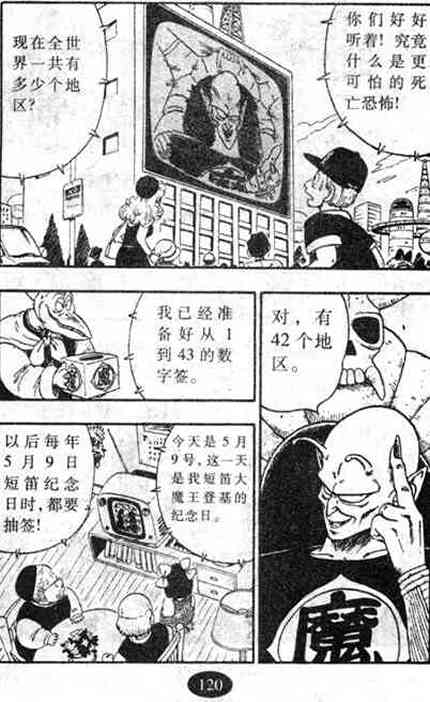 你们好好
听着！究竟
什么是更
可怕的死
亡恐怖！
现在全世
界一共有
多少个地
区？
对，有
42个地
区。
魔
我已经准
备好从1
到43的数
字签。
魔
今天是5月
9号，这一天
是我短笛大
魔王登基的
纪念日。
以后每年
5月9日
短笛纪念
日时，都要
抽签！
120